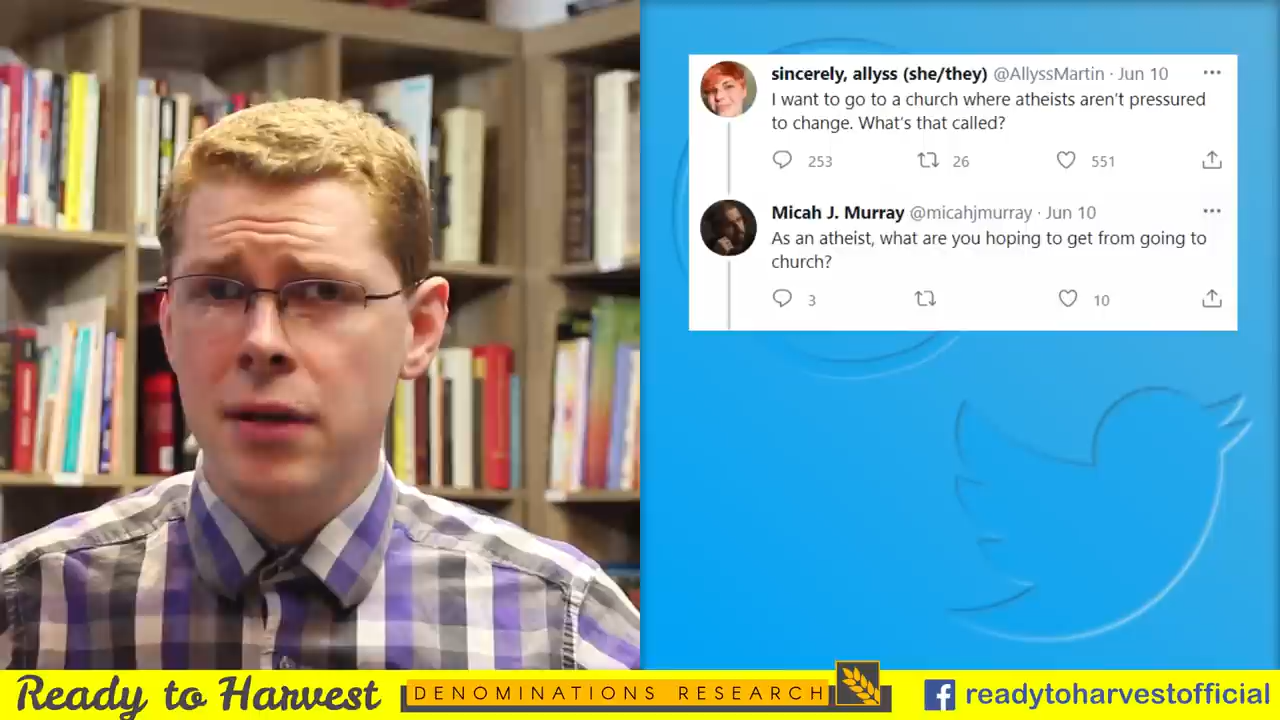 sincerely, allyss (she/they) @AllyssMartin · Jun 10
I want to go to a church where atheists aren't pressured
to change. What's that called?
253 26 551
Micah J. Murray @micahjmurray · Jun 10
As an atheist, what are you hoping to get from going to
church?
3 10
Ready to Harvest DENOMINATIONS RESEARCH readytoharvestofficial